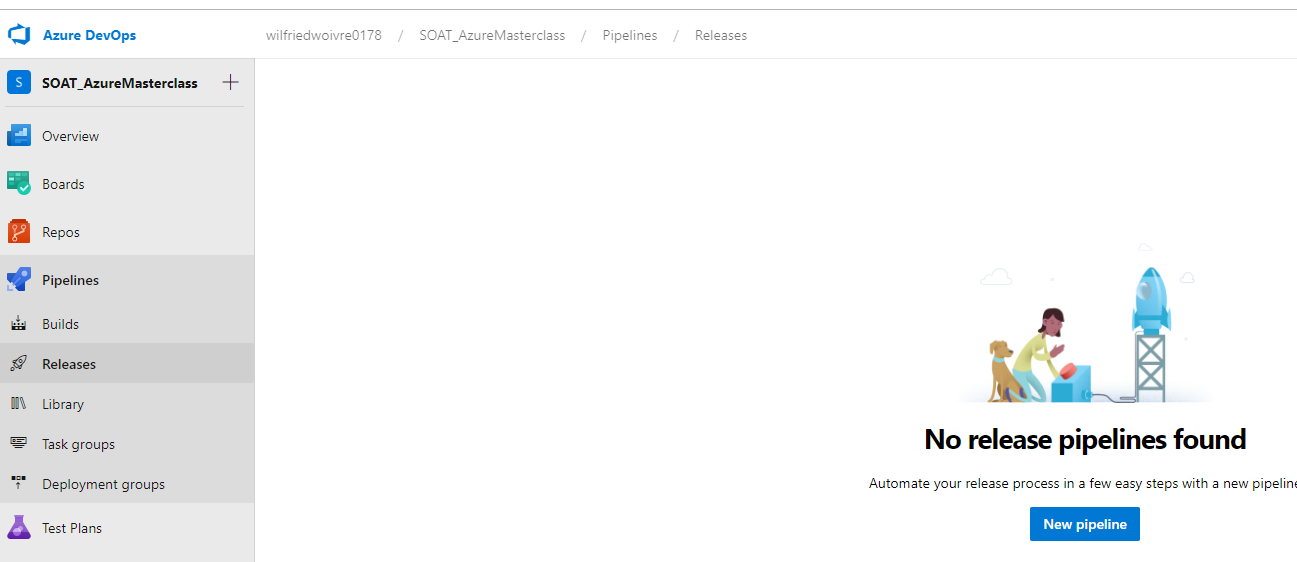 Azure DevOps
wilfriedwoivre0178 / SOAT_AzureMasterclass / Pipelines / Releases
S SOAT_AzureMasterclass
Overview
Boards
Repos
Pipelines
Builds
Releases
Library
Task groups
Deployment groups
Test Plans
No release pipelines found
Automate your release process in a few easy steps with a new pipeline
New pipeline